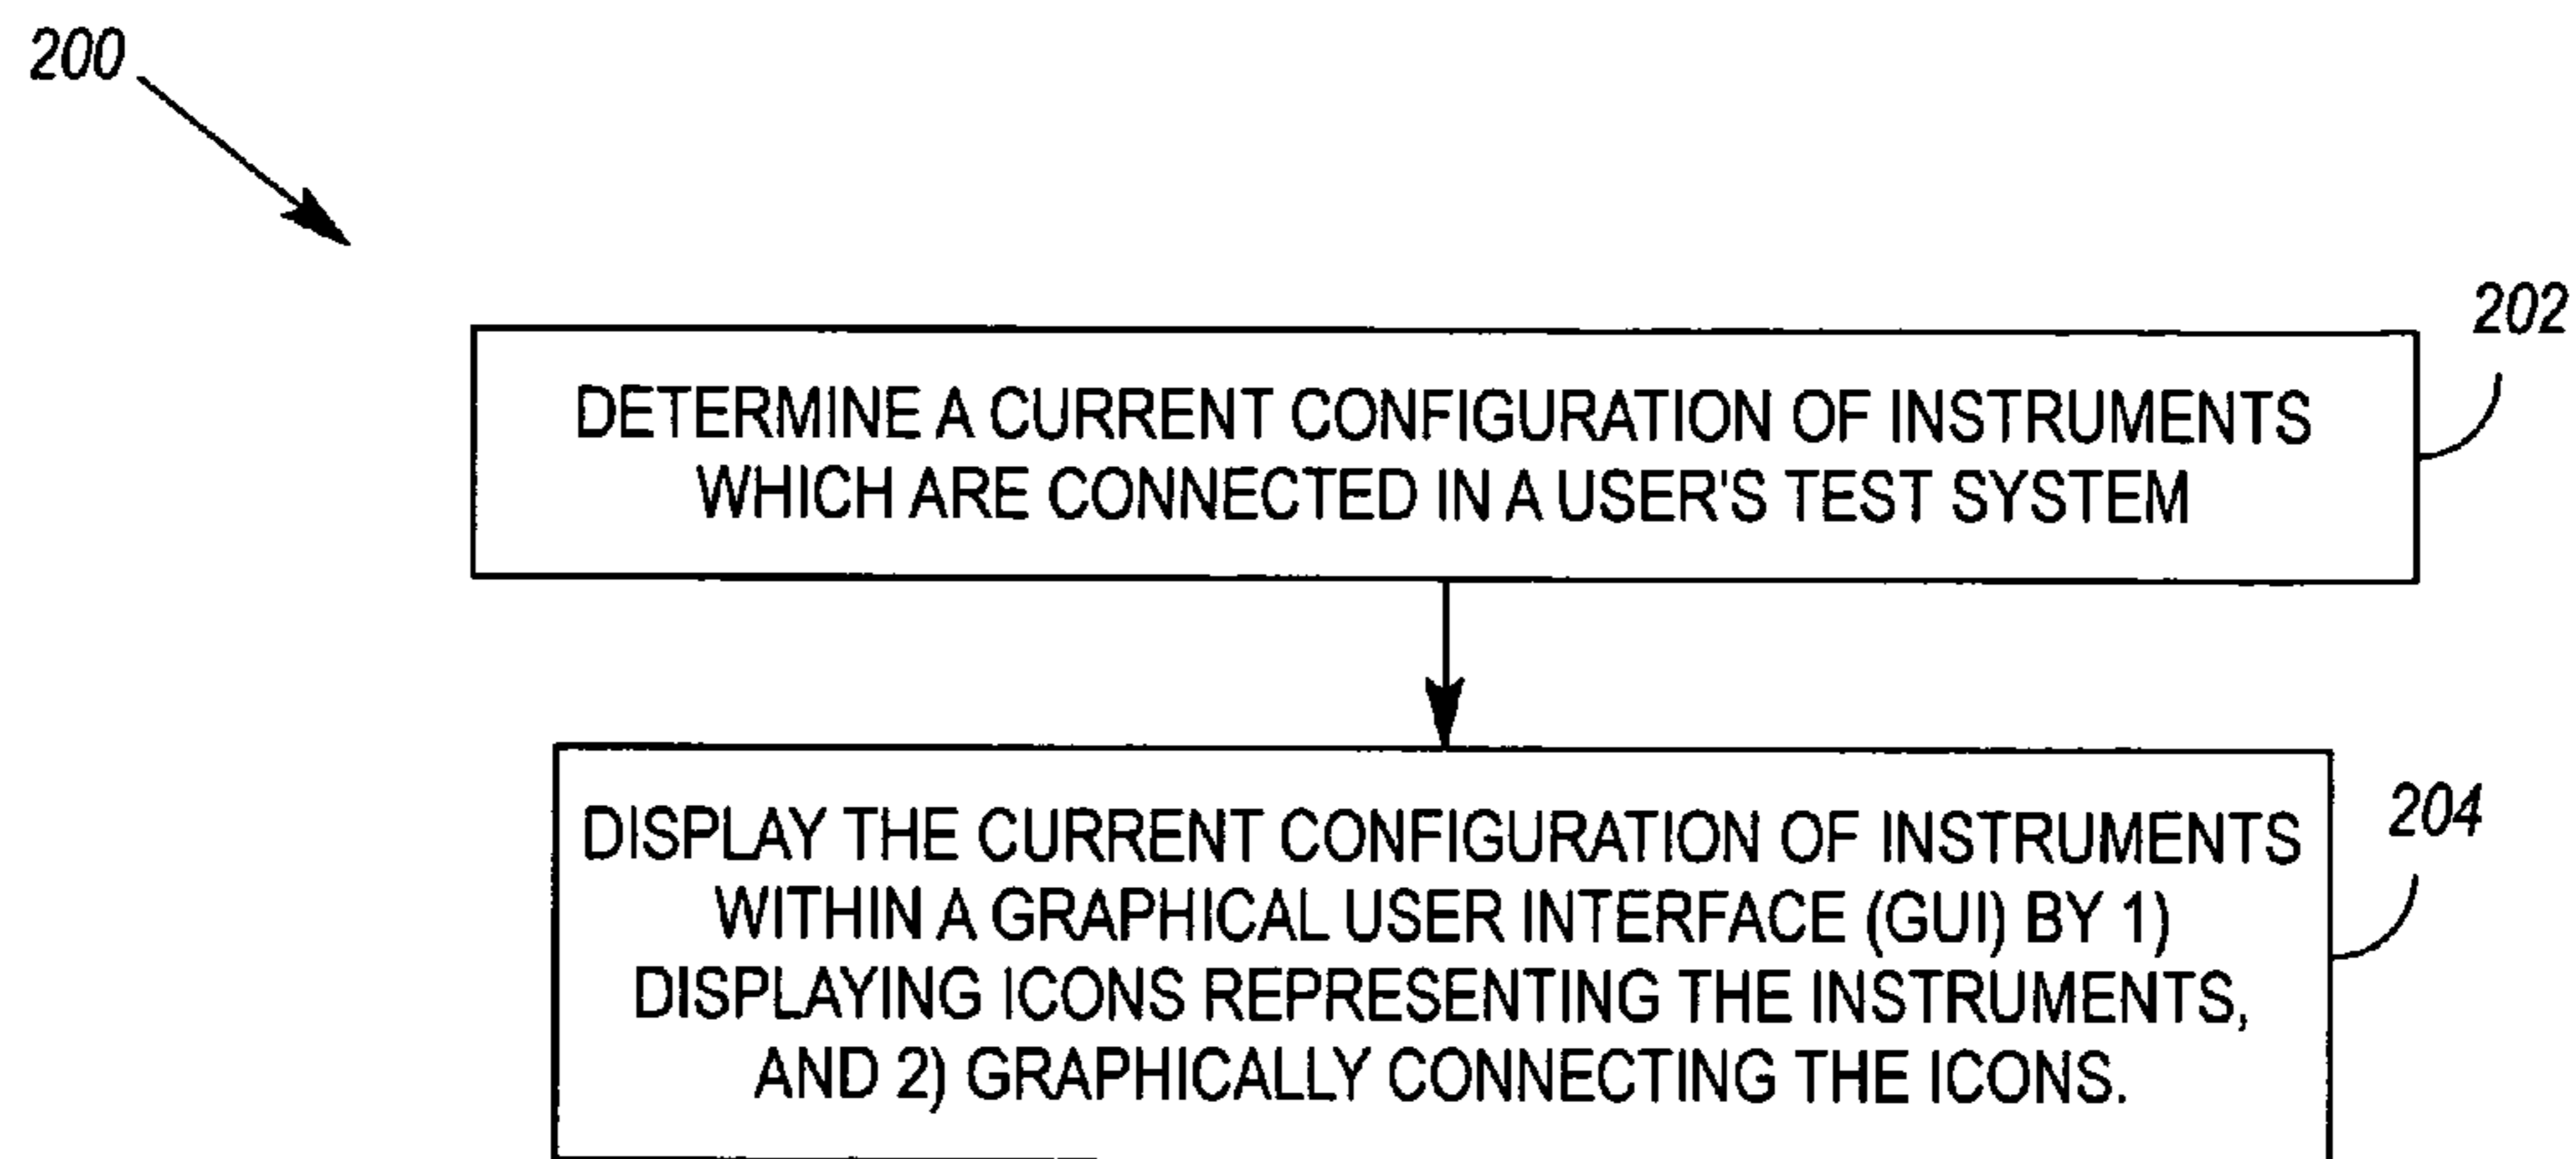 200
202
DETERMINE A CURRENT CONFIGURATION OF INSTRUMENTS
WHICH ARE CONNECTED IN A USER'S TEST SYSTEM
204
DISPLAY THE CURRENT CONFIGURATION OF INSTRUMENTS
WITHIN A GRAPHICAL USER INTERFACE (GUI) BY 1)
DISPLAYING ICONS REPRESENTING THE INSTRUMENTS,
AND 2) GRAPHICALLY CONNECTING THE ICONS.